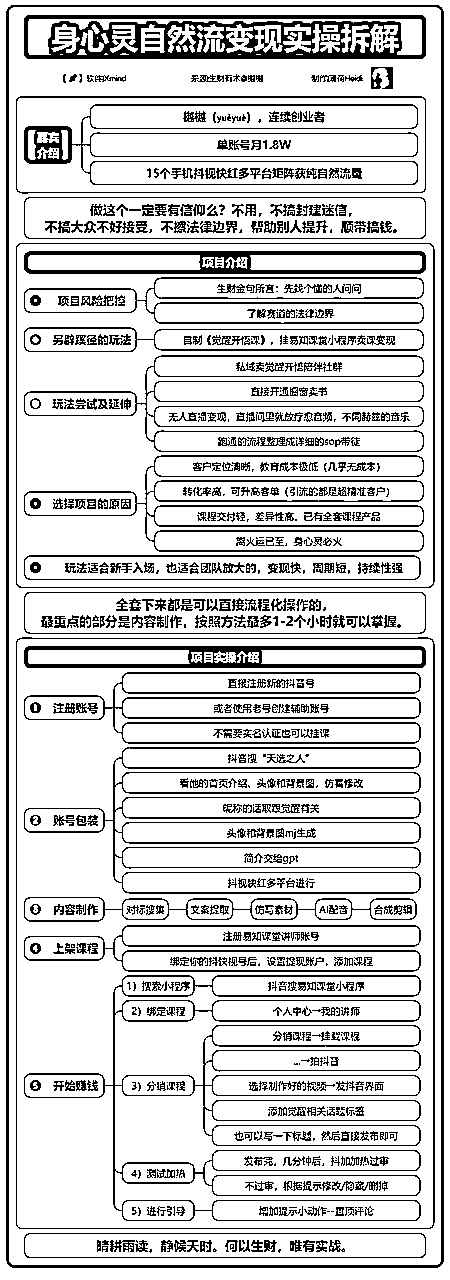 身心灵自然流变现实操拆解
【】软件Xmind
来源生财有术@樾樾
制作薄荷Heidi
嘉宾介绍
樾樾（yuèyuè），连续创业者
单账号月1.8W
15个手机抖视快红多平台矩阵获纯自然流量
做这个一定要有信仰么？不用，不搞封建迷信，
不搞大众不好接受，不擦法律边界，帮助别人提升，顺带搞钱。
项目介绍
项目风险把控
生财金句所言：先找个懂的人问问
了解赛道的法律边界
另辟蹊径的玩法
自制《觉醒开悟课》，挂易知课堂小程序卖课变现
玩法尝试及延伸
私域卖觉醒开悟陪伴社群
直接开通橱窗卖书
无人直播变现，直播间里就放疗愈音频，不同赫兹的音乐
跑通的流程整理成详细的sop带徒
选择项目的原因
客户定位清晰，教育成本极低（几乎无成本）
转化率高，可升高客单（引流的都是超精准客户）
课程交付轻，差异性高，已有全套课程产品
离火运已至，身心灵必火
玩法适合新手入场，也适合团队放大的，变现快，周期短，持续性强
全套下来都是可以直接流程化操作的，
最重点的部分是内容制作，按照方法最多1-2个小时就可以掌握。
项目实操介绍
1 注册账号
直接注册新的抖音号
或者使用老号创建辅助账号
不需要实名认证也可以挂课
2 账号包装
抖音搜“天选之人”
看他的首页介绍、头像和背景图，仿写修改
昵称的话取跟觉醒有关
头像和背景图mj生成
简介交给gpt
抖视快红多平台进行
3 内容制作
对标搜集
文案提取
仿写素材
AI配音
合成剪辑
4 上架课程
注册易知课堂讲师账号
绑定你的抖快视号后，设置提现账户，添加课程
5 开始赚钱
1）搜索小程序
抖音搜易知课堂小程序
2）绑定课程
个人中心→我的讲师
3）分销课程
分销课程→挂载课程
...→拍抖音
选择制作好的视频→发抖音界面
添加觉醒相关话题标签
也可以写一下标题，然后直接发布即可
4）测试加热
发布完，几分钟后，抖加加热过审
不过审，根据提示修改/隐藏/删掉
5）进行引导
增加提示小动作--置顶评论
晴耕雨读，静候天时。何以生财，唯有实战。